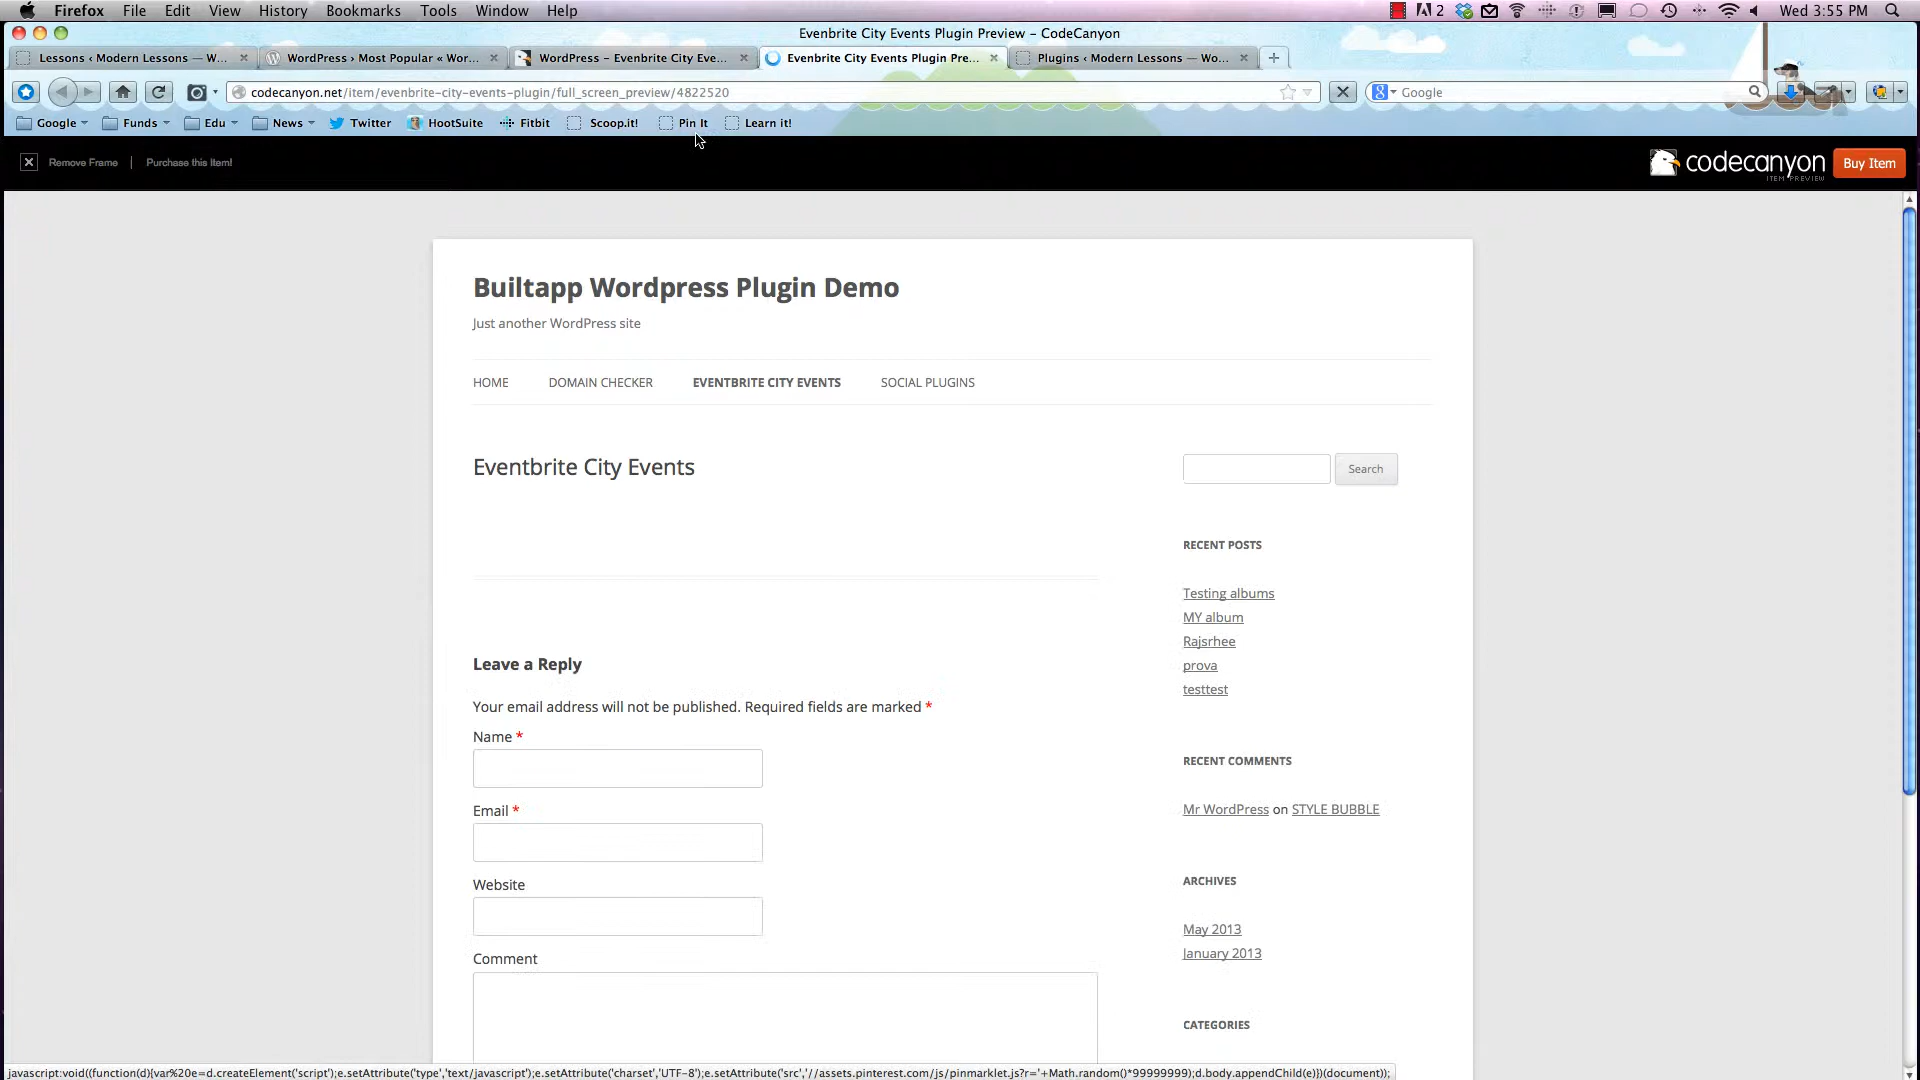 Firefox File Edit View History Bookmarks Tools Window Help 2 Wed 3:55 PM
Evenbrite City Events Plugin Preview – CodeCanyon
Lessons ‹ Modern Lessons — W... WordPress › Most Popular « Wor... WordPress – Evenbrite City Eve... Evenbrite City Events Plugin Pre... Plugins ‹ Modern Lessons — Wo...
codecanyon.net/item/evenbrite-city-events-plugin/full_screen_preview/4822520 Google
Google Funds Edu News Twitter HootSuite Fitbit Scoop.it! Pin It Learn it!
Remove Frame | Purchase this Item! codecanyon Buy Item
ITEM PREVIEW
Builtapp Wordpress Plugin Demo
Just another WordPress site
HOME DOMAIN CHECKER EVENTBRITE CITY EVENTS SOCIAL PLUGINS
Eventbrite City Events
Search
RECENT POSTS
Testing albums
MY album
Rajsrhee
prova
testtest
Leave a Reply
Your email address will not be published. Required fields are marked *
Name *
Email *
Website
Comment
RECENT COMMENTS
Mr WordPress on STYLE BUBBLE
ARCHIVES
May 2013
January 2013
CATEGORIES
javascript:void((function(d){var%20e=d.createElement('script');e.setAttribute('type','text/javascript');e.setAttribute('charset','UTF-8');e.setAttribute('src','//assets.pinterest.com/js/pinmarklet.js?r='+Math.random()*99999999);d.body.appendChild(e)})(document));